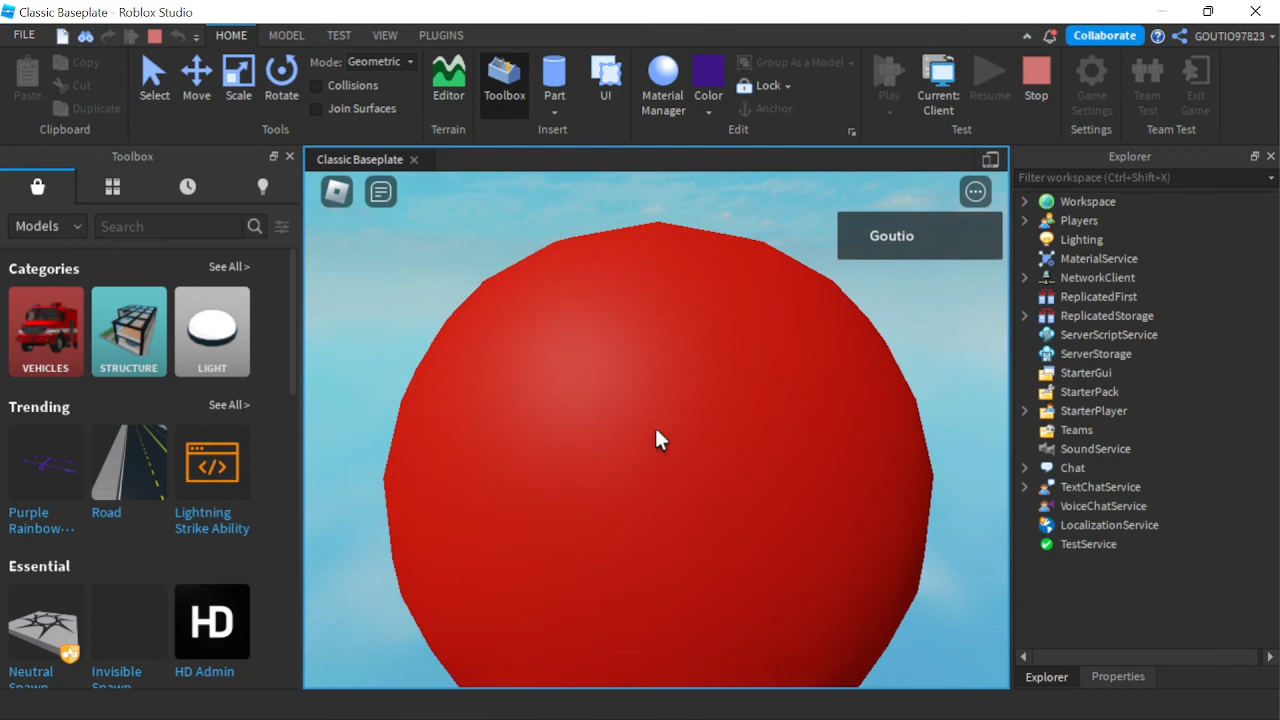 Classic Baseplate - Roblox Studio
FILE HOME MODEL TEST VIEW PLUGINS Collaborate GOUTIO97823
Paste Copy Cut Duplicate
Clipboard
Select Move Scale Rotate
Mode: Geometric
Collisions
Join Surfaces
Tools
Editor
Terrain
Toolbox Part UI
Insert
Material Manager Color
Group As a Model
Lock
Anchor
Edit
Play Current: Client Resume Stop
Test
Game Settings
Settings
Team Test Exit Game
Team Test
Toolbox
Models Search
Categories See All >
VEHICLES STRUCTURE LIGHT
Trending See All >
Purple Rainbow... Road Lightning Strike Ability
Essential
HD
Neutral Spawn Invisible Spawn HD Admin
Classic Baseplate
Goutio
Explorer
Filter workspace (Ctrl+Shift+X)
Workspace
Players
Lighting
MaterialService
NetworkClient
ReplicatedFirst
ReplicatedStorage
ServerScriptService
ServerStorage
StarterGui
StarterPack
StarterPlayer
Teams
SoundService
Chat
TextChatService
VoiceChatService
LocalizationService
TestService
Explorer Properties